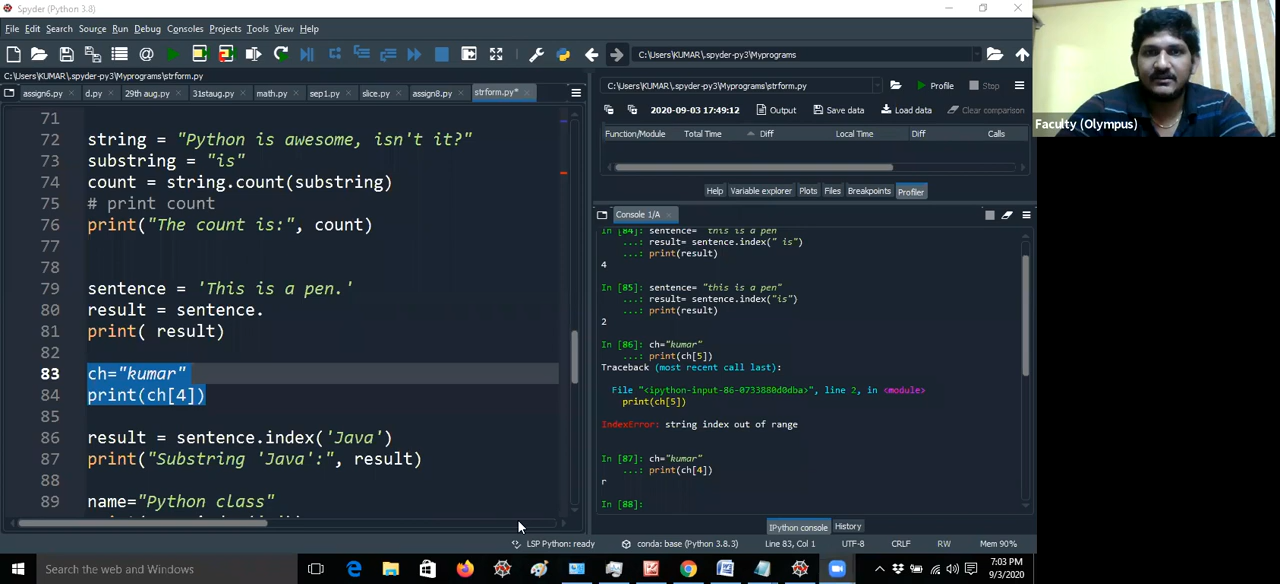 Spyder (Python 3.8)
File Edit Search Source Run Debug Consoles Projects Tools View Help
C:\Users\KUMAR\.spyder-py3\Myprograms
C:\Users\KUMAR\.spyder-py3\Myprograms\strform.py
assign6.py d.py 29th aug.py 31staug.py math.py sep1.py slice.py assign8.py strform.py*
71
72 string = "Python is awesome, isn't it?"
73 substring = "is"
74 count = string.count(substring)
75 # print count
76 print("The count is:", count)
77
78
79 sentence = 'This is a pen.'
80 result = sentence.
81 print( result)
82
83 ch="kumar"
84 print(ch[4])
85
86 result = sentence.index('Java')
87 print("Substring 'Java':", result)
88
89 name="Python class"
C:\Users\KUMAR\.spyder-py3\Myprograms\strform.py Profile Stop
2020-09-03 17:49:12 Output Save data Load data Clear comparison
Function/Module Total Time Diff Local Time Diff Calls
Help Variable explorer Plots Files Breakpoints Profiler
Console 1/A
In [84]: sentence= "this is a pen"
...: result= sentence.index(" is")
...: print(result)
4
In [85]: sentence= "this is a pen"
...: result= sentence.index("is")
...: print(result)
2
In [86]: ch="kumar"
...: print(ch[5])
Traceback (most recent call last):
File "<ipython-input-86-0733880d0dba>", line 2, in <module>
print(ch[5])
IndexError: string index out of range
In [87]: ch="kumar"
...: print(ch[4])
r
In [88]:
IPython console History
LSP Python: ready conda: base (Python 3.8.3) Line 83, Col 1 UTF-8 CRLF RW Mem 90%
Type here to search
Faculty (Olympus)
7:03 PM
9/3/2020